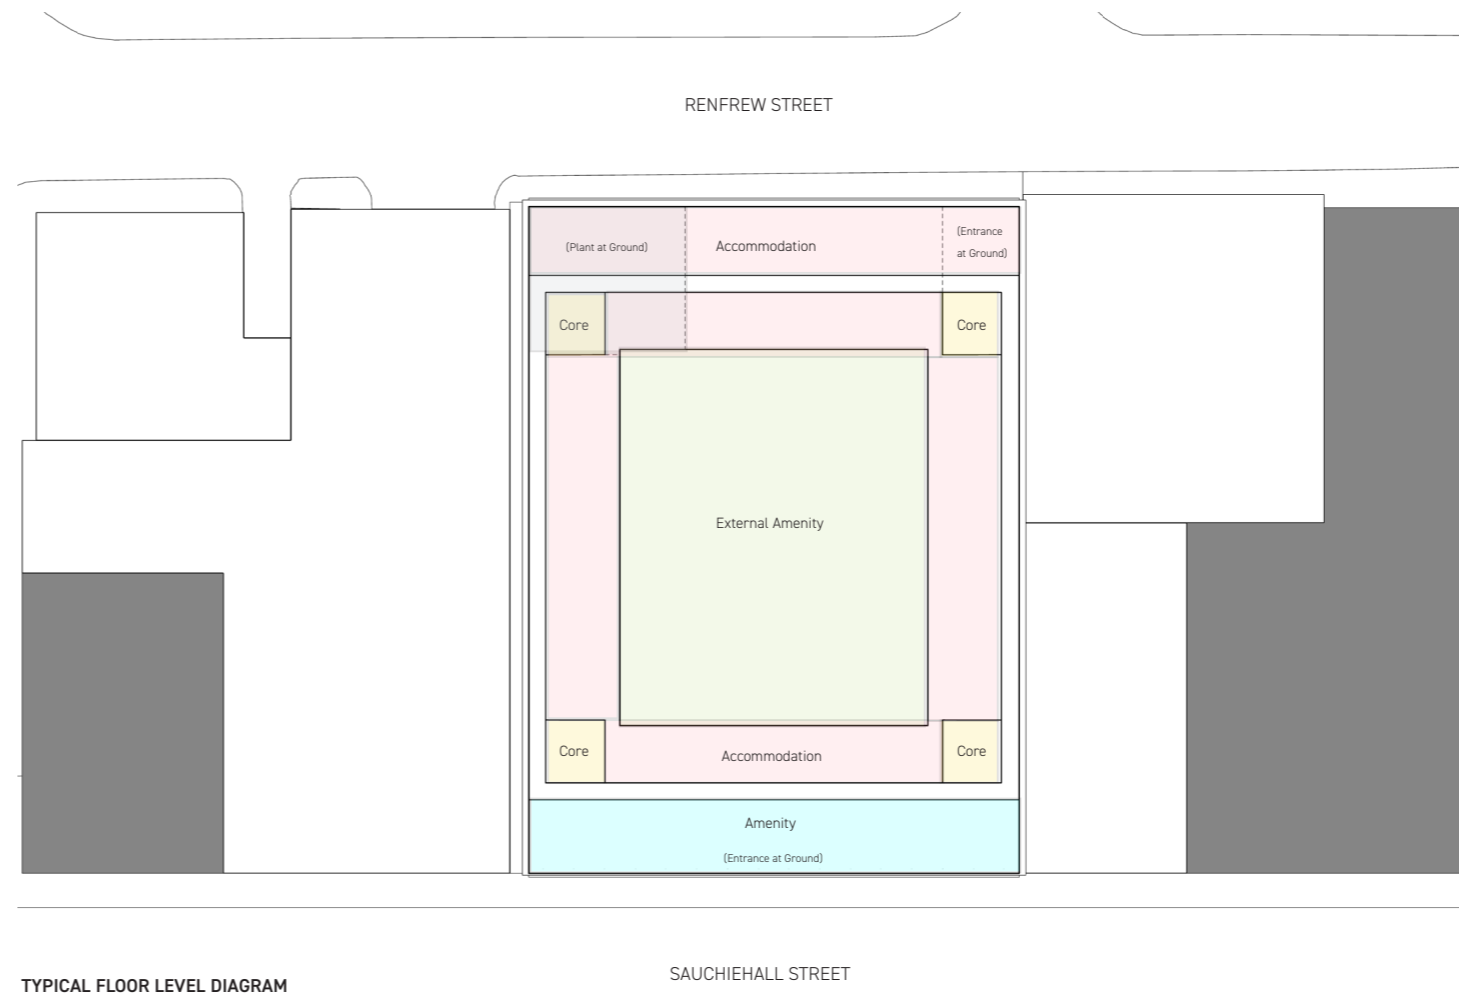 RENFREW STREET
(Plant at Ground)
Accommodation
(Entrance
at Ground)
Core
Core
External Amenity
Core
Accommodation
Core
Amenity
(Entrance at Ground)
SAUCHIEHALL STREET
TYPICAL FLOOR LEVEL DIAGRAM